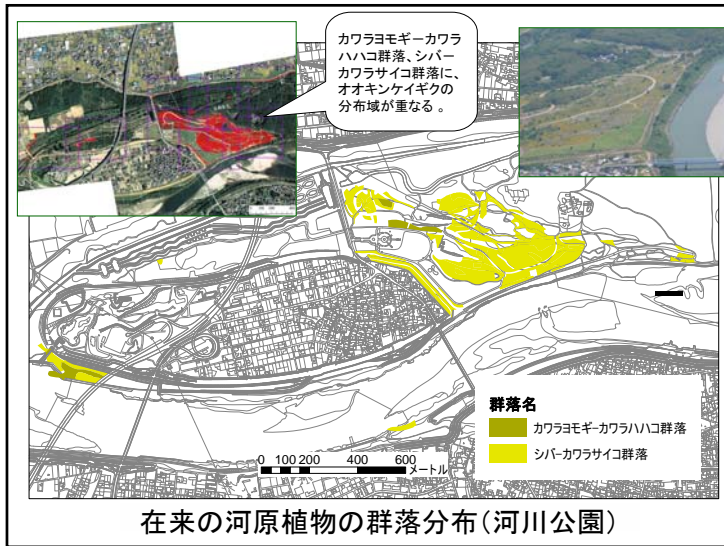 カワラヨモギーカワラ
ハハコ群落、シバー
カワラサイコ群落に、
オオキンケイギクの
分布域が重なる 。
群落名
カワラヨモギーカワラハハコ群落
シバーカワラサイコ群落
0 100 200 400 600
メートル
在来の河原植物の群落分布(河川公園)